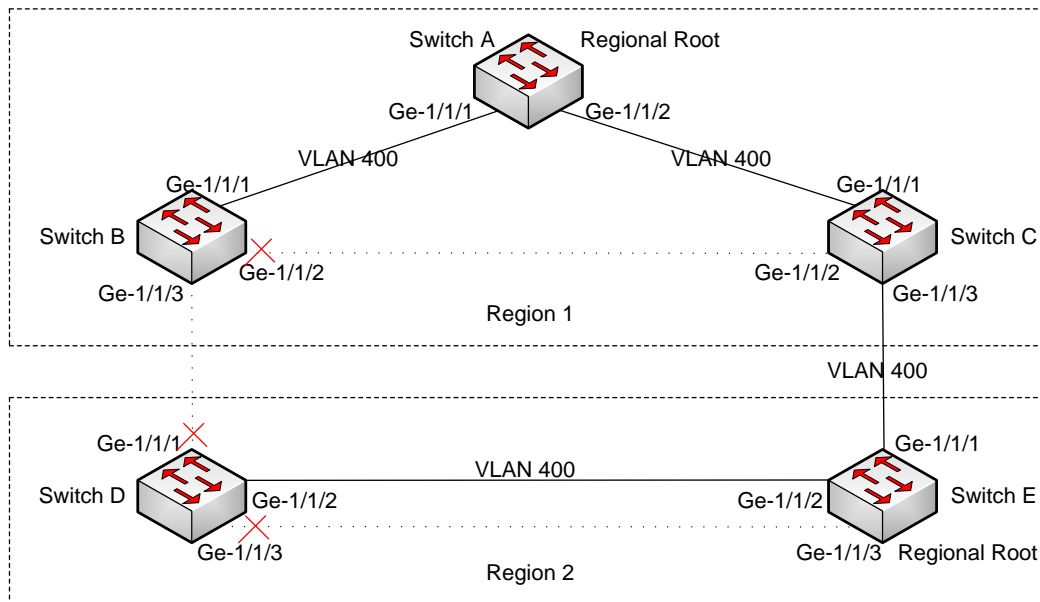 Switch A Regional Root
Ge-1/1/1 Ge-1/1/2
VLAN 400 VLAN 400
Ge-1/1/1 Ge-1/1/1
Switch B Switch C
Ge-1/1/2 Ge-1/1/2
Ge-1/1/3 Ge-1/1/3
Region 1
VLAN 400
Ge-1/1/1 Ge-1/1/1
VLAN 400
Switch D Switch E
Ge-1/1/2 Ge-1/1/2
Ge-1/1/3 Ge-1/1/3 Regional Root
Region 2